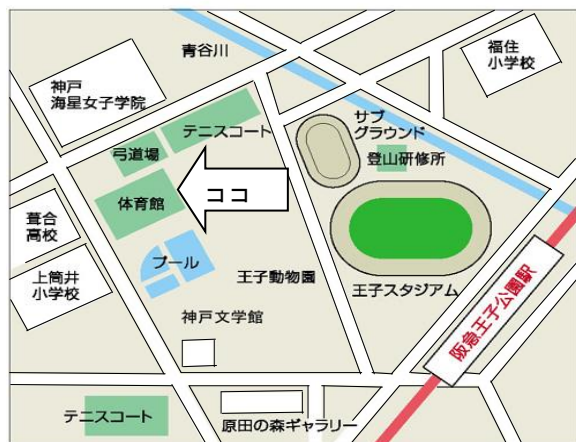 青谷川
福住
小学校
神戸
海星女子学院
テニスコート
サブ
グラウンド
弓道場
登山研修所
体育館
ココ
葺合
高校
プール
上筒井
小学校
王子動物園
王子スタジアム
阪急王子公園駅
神戸文学館
テニスコート
原田の森ギャラリー